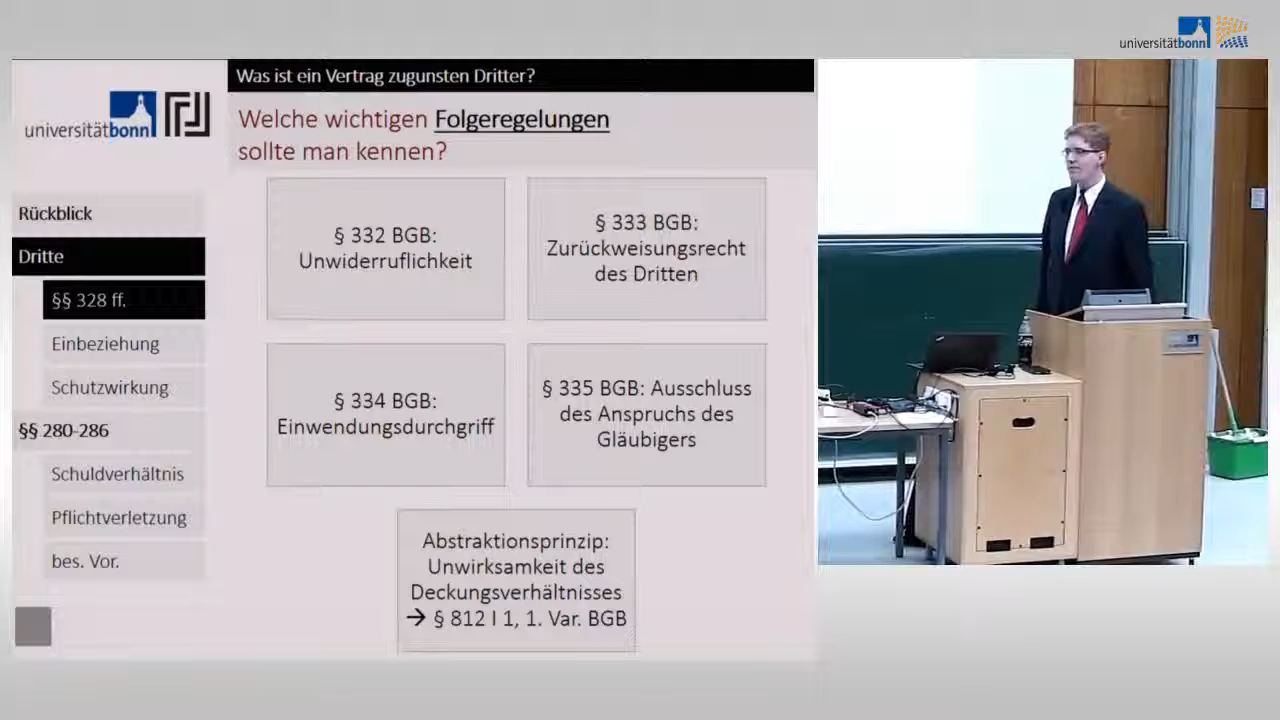 universitätbonn
Was ist ein Vertrag zugunsten Dritter?
universitätbonn
Welche wichtigen Folgeregelungen
sollte man kennen?
Rückblick
Dritte
§§ 328 ff.
Einbeziehung
Schutzwirkung
§§ 280-286
Schuldverhältnis
Pflichtverletzung
bes. Vor.
§ 332 BGB:
Unwiderruflichkeit
§ 333 BGB:
Zurückweisungsrecht
des Dritten
§ 334 BGB:
Einwendungsdurchgriff
§ 335 BGB: Ausschluss
des Anspruchs des
Gläubigers
Abstraktionsprinzip:
Unwirksamkeit des
Deckungsverhältnisses
→ § 812 I 1, 1. Var. BGB